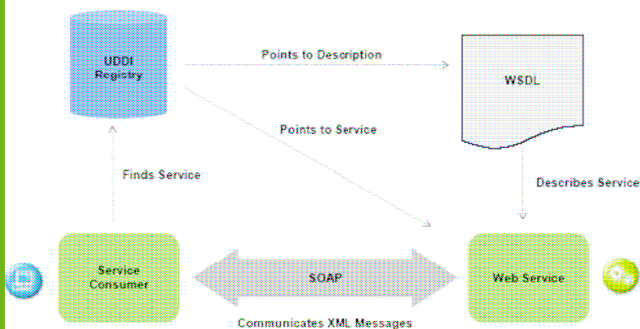 UDDI
Registry
Points to Description
WSDL
Points to Service
Finds Service
Describes Service
Service
Consumer
SOAP
Web Service
Communicates XML Messages